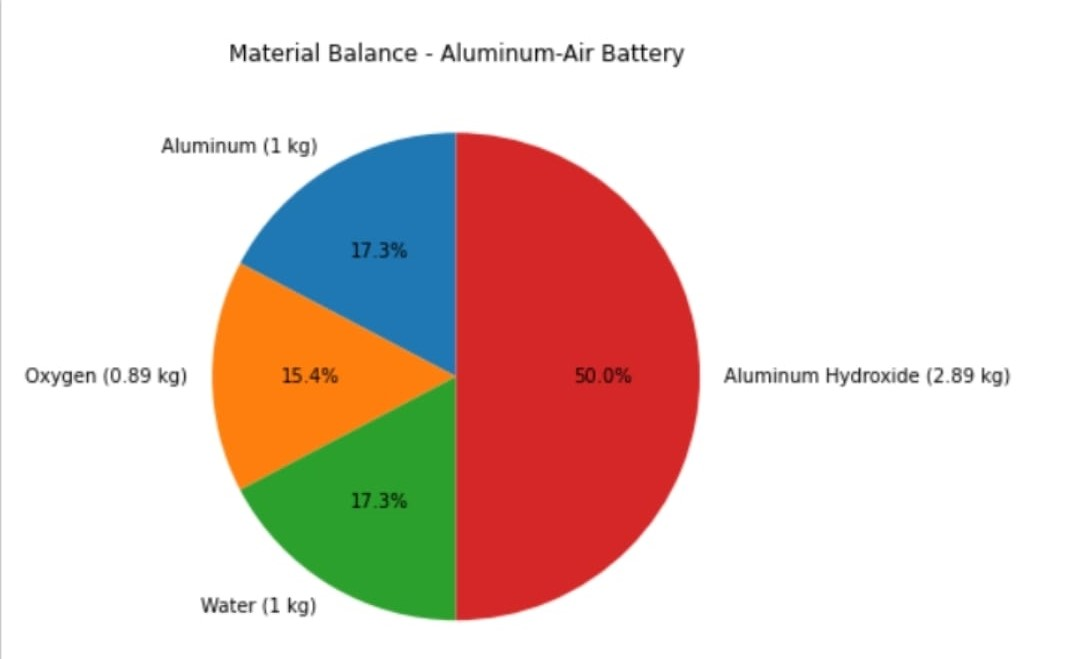 Material Balance - Aluminum-Air Battery
Aluminum (1 kg)
17.3%
Oxygen (0.89 kg)
15.4%
50.0%
Aluminum Hydroxide (2.89 kg)
17.3%
Water (1 kg)